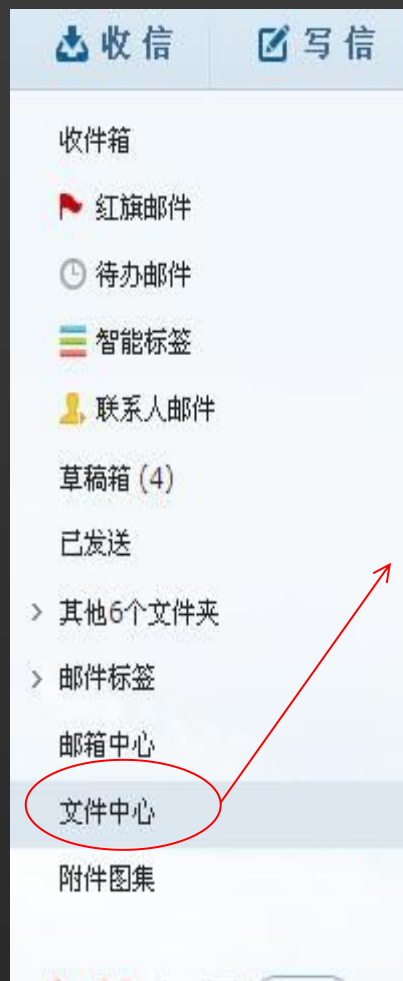 收信 写信
收件箱
红旗邮件
待办邮件
智能标签
联系人邮件
草稿箱 (4)
已发送
其他6个文件夹
邮件标签
邮箱中心
文件中心
附件图集